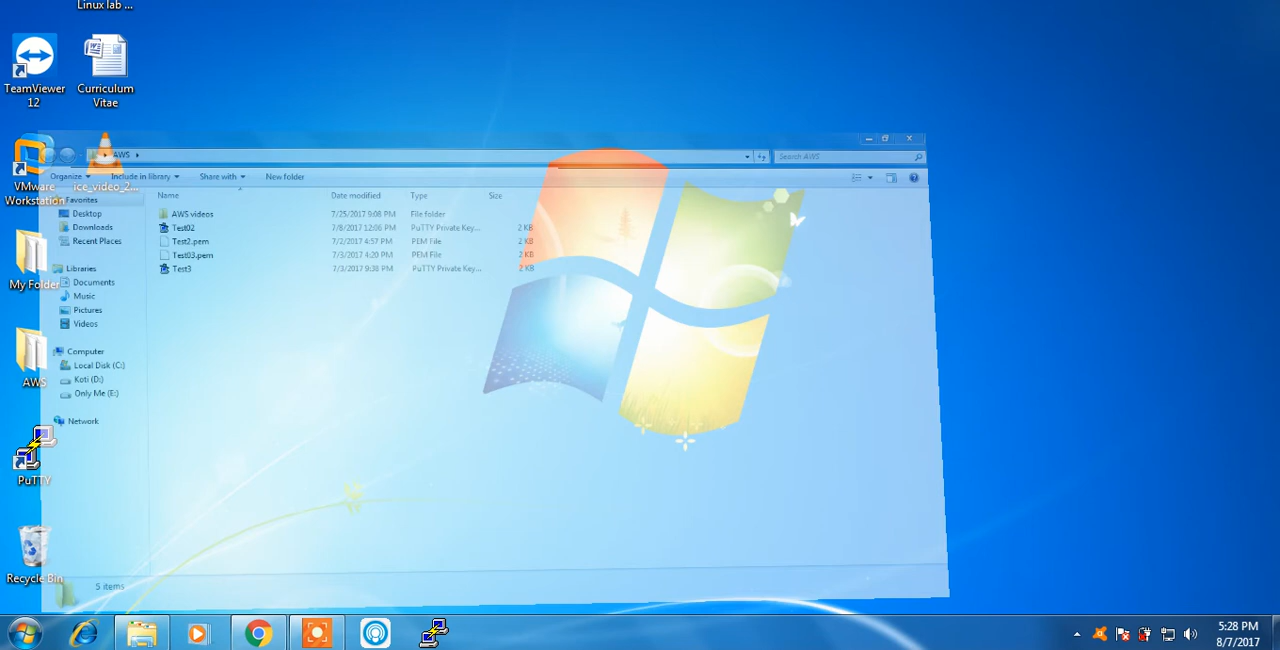 Linux lab ...
TeamViewer
12
Curriculum
Vitae
VMware
Workstation
ice_video_2...
My Folder
AWS
PuTTY
Recycle Bin
AWS
Search AWS
Organize
Include in library
Share with
New folder
Favorites
Desktop
Downloads
Recent Places
Libraries
Documents
Music
Pictures
Videos
Computer
Local Disk (C:)
Koti (D:)
Only Me (E:)
Network
Name Date modified Type Size
AWS videos 7/25/2017 9:08 PM File folder
Test02 7/8/2017 12:06 PM PuTTY Private Key... 2 KB
Test2.pem 7/2/2017 4:57 PM PEM File 2 KB
Test03.pem 7/3/2017 4:20 PM PEM File 2 KB
Test3 7/3/2017 9:38 PM PuTTY Private Key... 2 KB
5 items
5:28 PM
8/7/2017